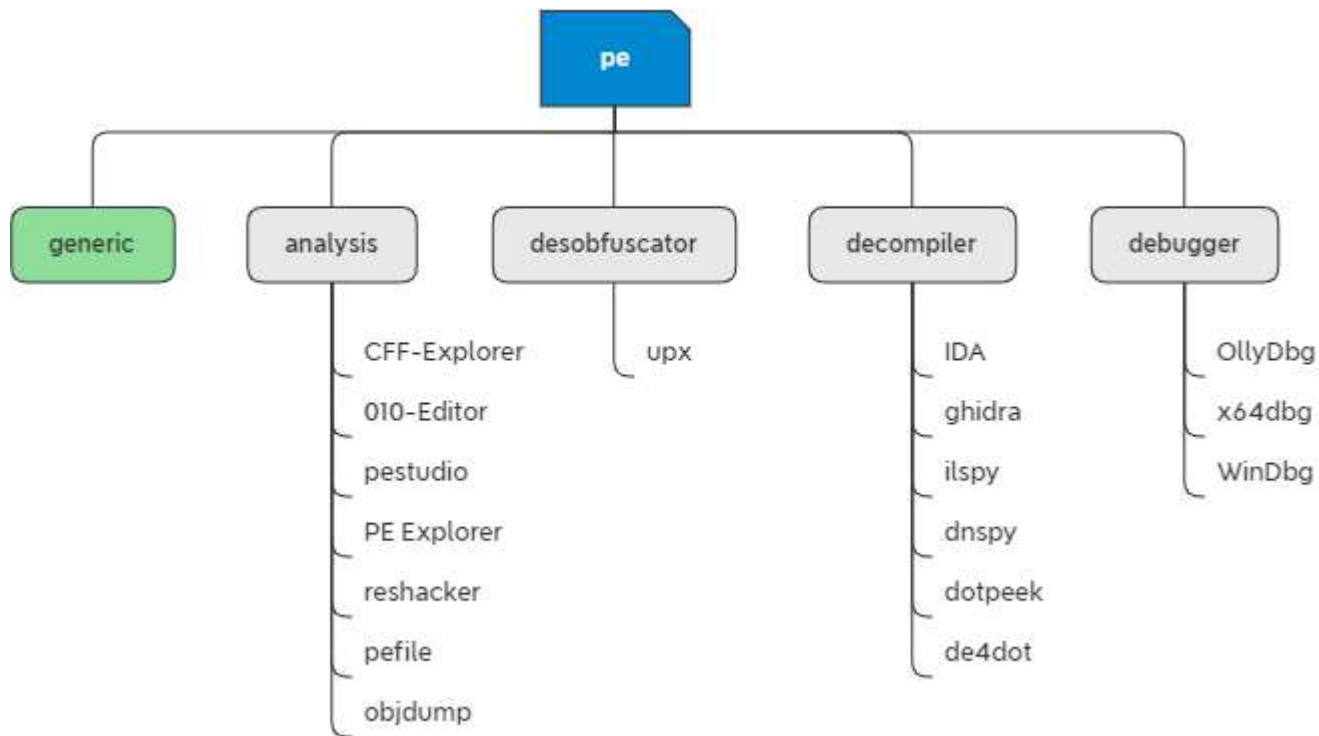 pe
generic
analysis
desobfuscator
decompiler
debugger
CFF-Explorer
010-Editor
pestudio
PE Explorer
reshacker
pefile
objdump
upx
IDA
ghidra
ilspy
dnspy
dotpeek
de4dot
OllyDbg
x64dbg
WinDbg